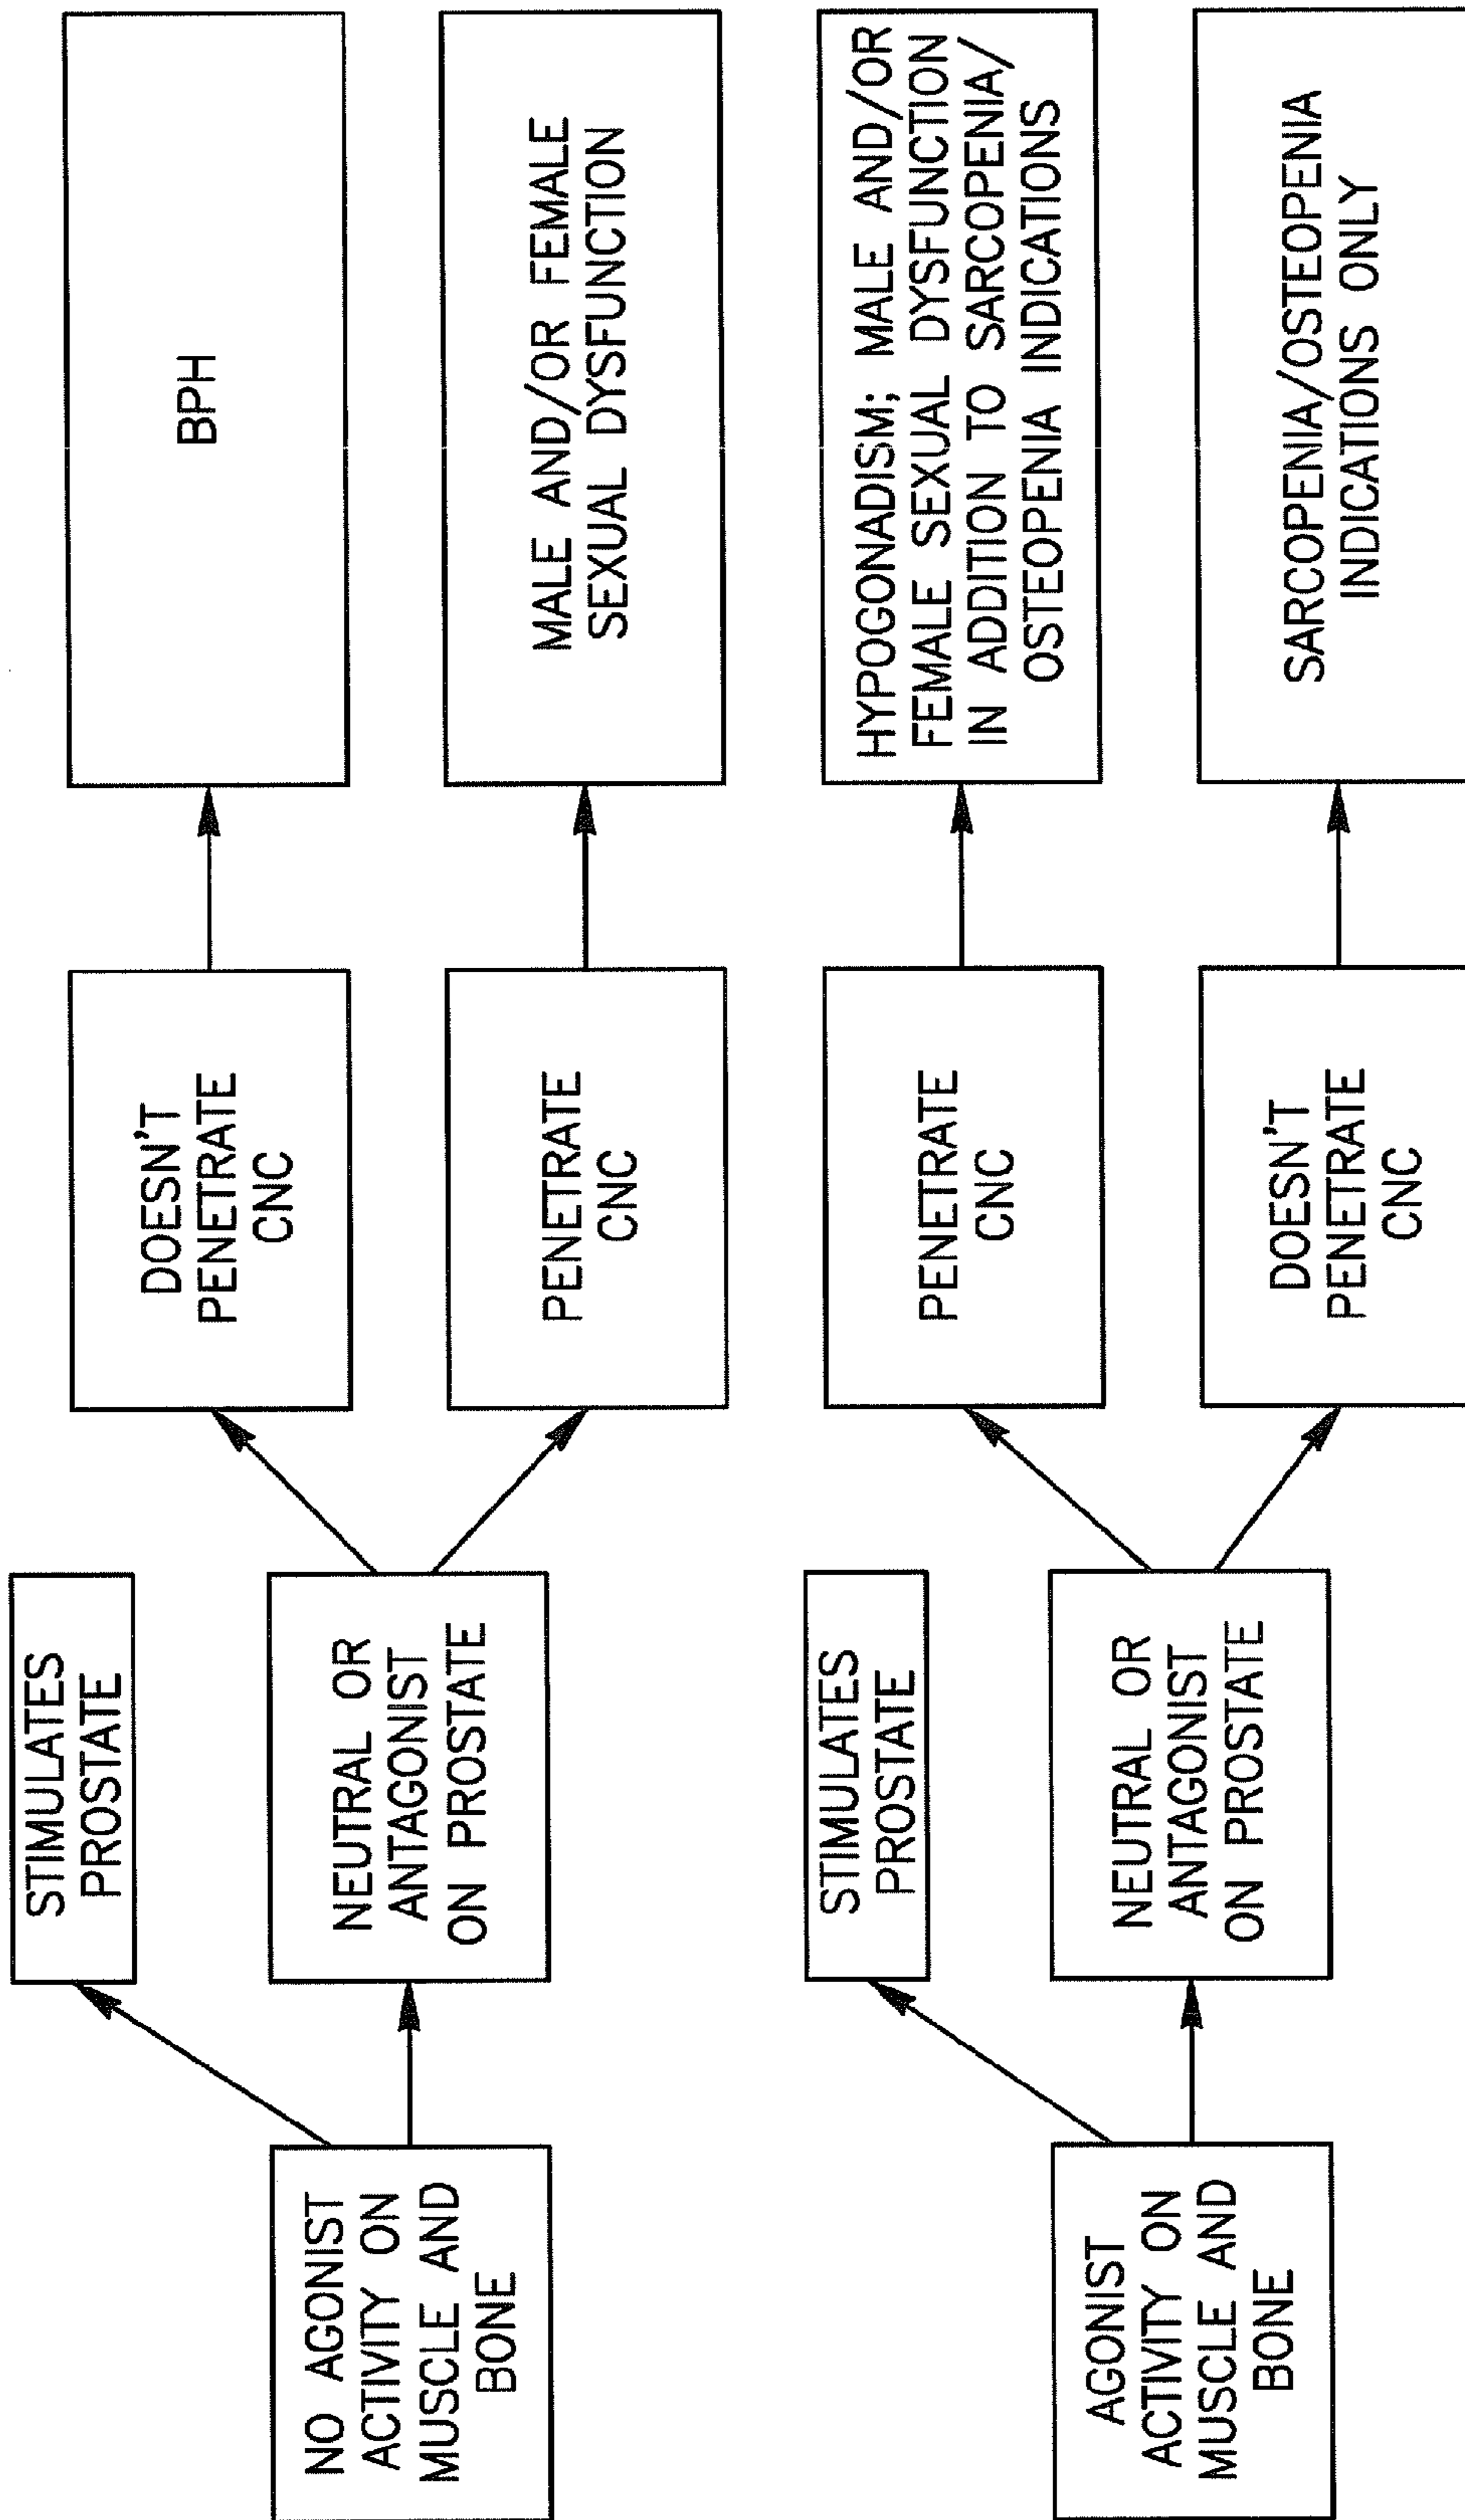 NO AGONIST
ACTIVITY ON
MUSCLE AND
BONE
STIMULATES
PROSTATE
NEUTRAL OR
ANTAGONIST
ON PROSTATE
DOESN'T
PENETRATE
CNC
BPH
PENETRATE
CNC
MALE AND/OR FEMALE
SEXUAL DYSFUNCTION
AGONIST
ACTIVITY ON
MUSCLE AND
BONE
STIMULATES
PROSTATE
NEUTRAL OR
ANTAGONIST
ON PROSTATE
PENETRATE
CNC
HYPOGONADISM; MALE AND/OR
FEMALE SEXUAL DYSFUNCTION
IN ADDITION TO SARCOPENIA/
OSTEOPENIA INDICATIONS
DOESN'T
PENETRATE
CNC
SARCOPENIA/OSTEOPENIA
INDICATIONS ONLY